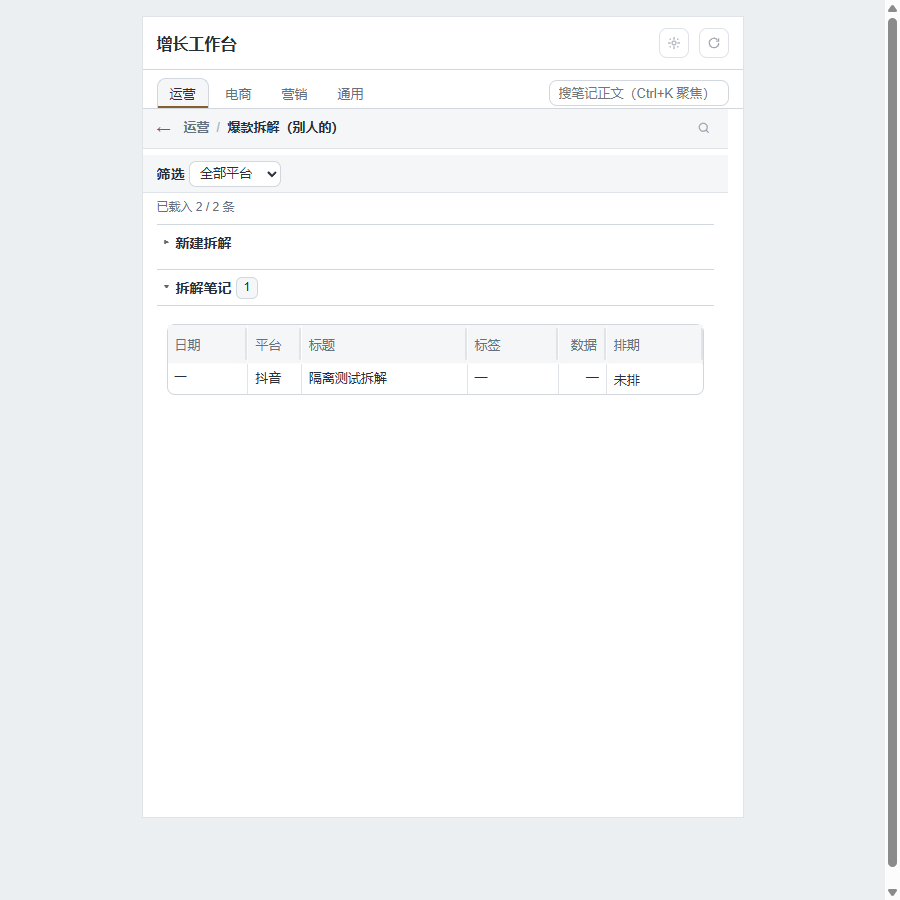 增长工作台
运营 电商 营销 通用 搜笔记正文（Ctrl+K 聚焦）
← 运营 / 爆款拆解（别人的）
筛选 全部平台
已载入 2 / 2 条
新建拆解
拆解笔记 1
日期 平台 标题 标签 数据 排期
— 抖音 隔离测试拆解 — — 未排